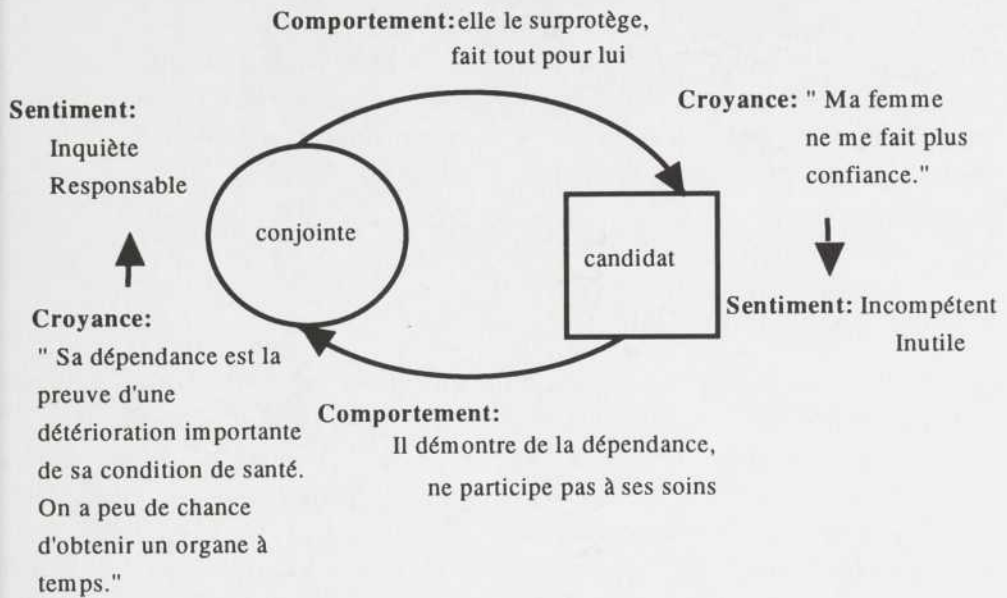 Comportement: elle le surprotège,
fait tout pour lui
Sentiment:
Inquiète
Responsable
Croyance: " Ma femme
ne me fait plus
confiance."
conjointe
candidat
Sentiment: Incompétent
Inutile
Croyance:
" Sa dépendance est la
preuve d'une
détérioration importante
de sa condition de santé.
On a peu de chance
d'obtenir un organe à
temps."
Comportement:
Il démontre de la dépendance,
ne participe pas à ses soins